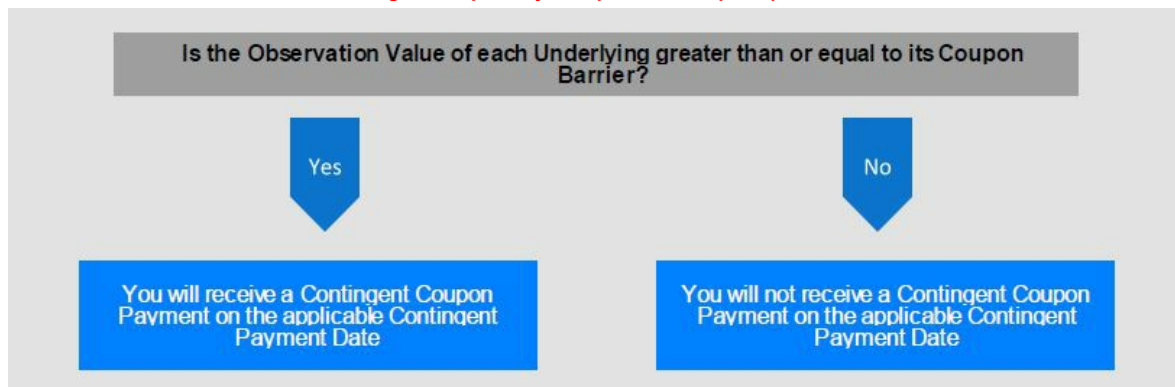 Is the Observation Value of each Underlying greater than or equal to its Coupon
Barrier?
Yes
No
You will receive a Contingent Coupon
Payment on the applicable Contingent
Payment Date
You will not receive a Contingent Coupon
Payment on the applicable Contingent
Payment Date